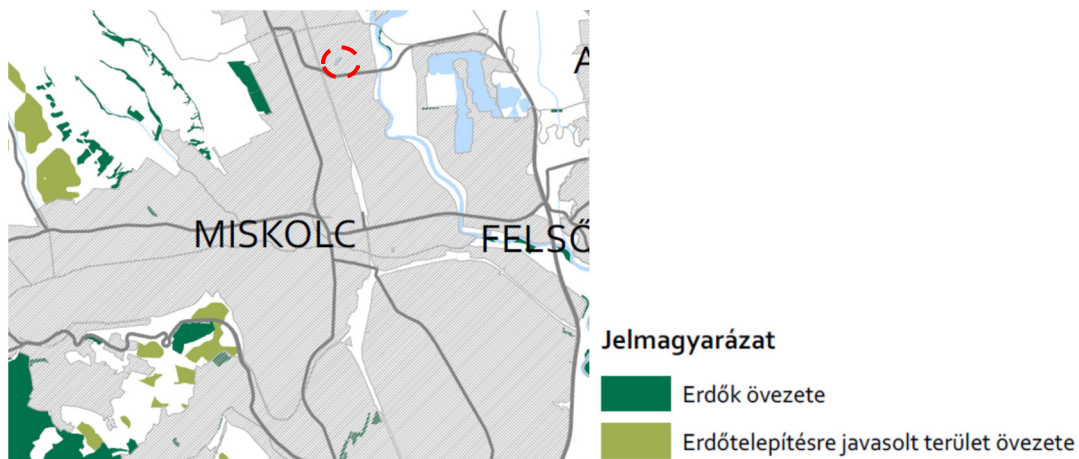 A
MISKOLC
FELSŐ
Jelmagyarázat
Erdők övezete
Erdőtelepítésre javasolt terület övezete